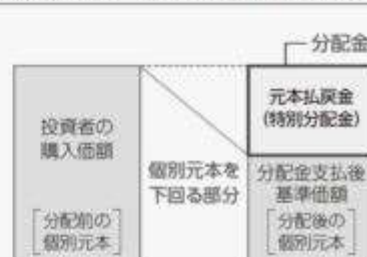 分配金
元本払戻金
(特別分配金)
投資者の
購入価額
個別元本を
下回る部分
分配金支払後
基準価額
分配前の
個別元本
分配後の
個別元本